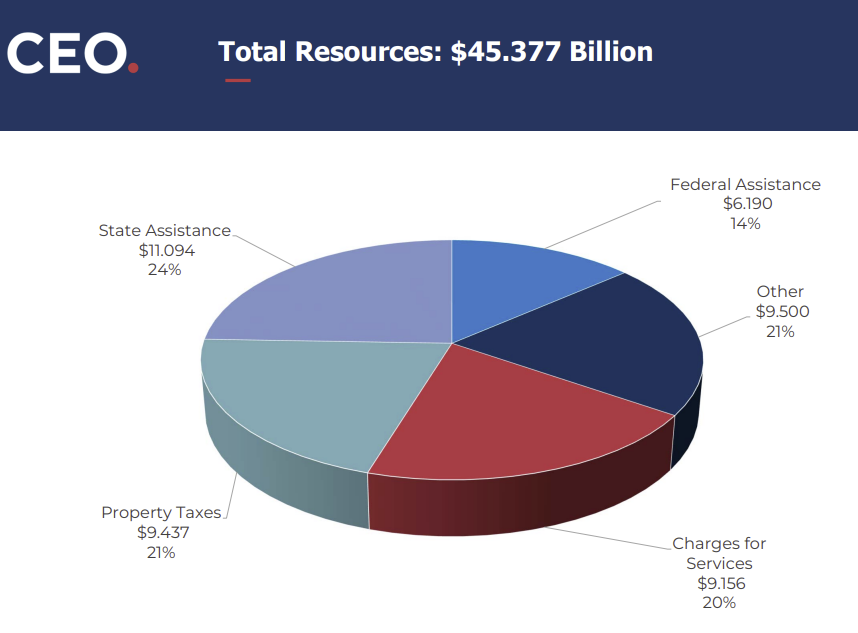 CEO.
Total Resources: $45.377 Billion
Federal Assistance
$6.190
14%
State Assistance
$11.094
24%
Other
$9.500
21%
Property Taxes
$9.437
21%
Charges for
Services
$9.156
20%